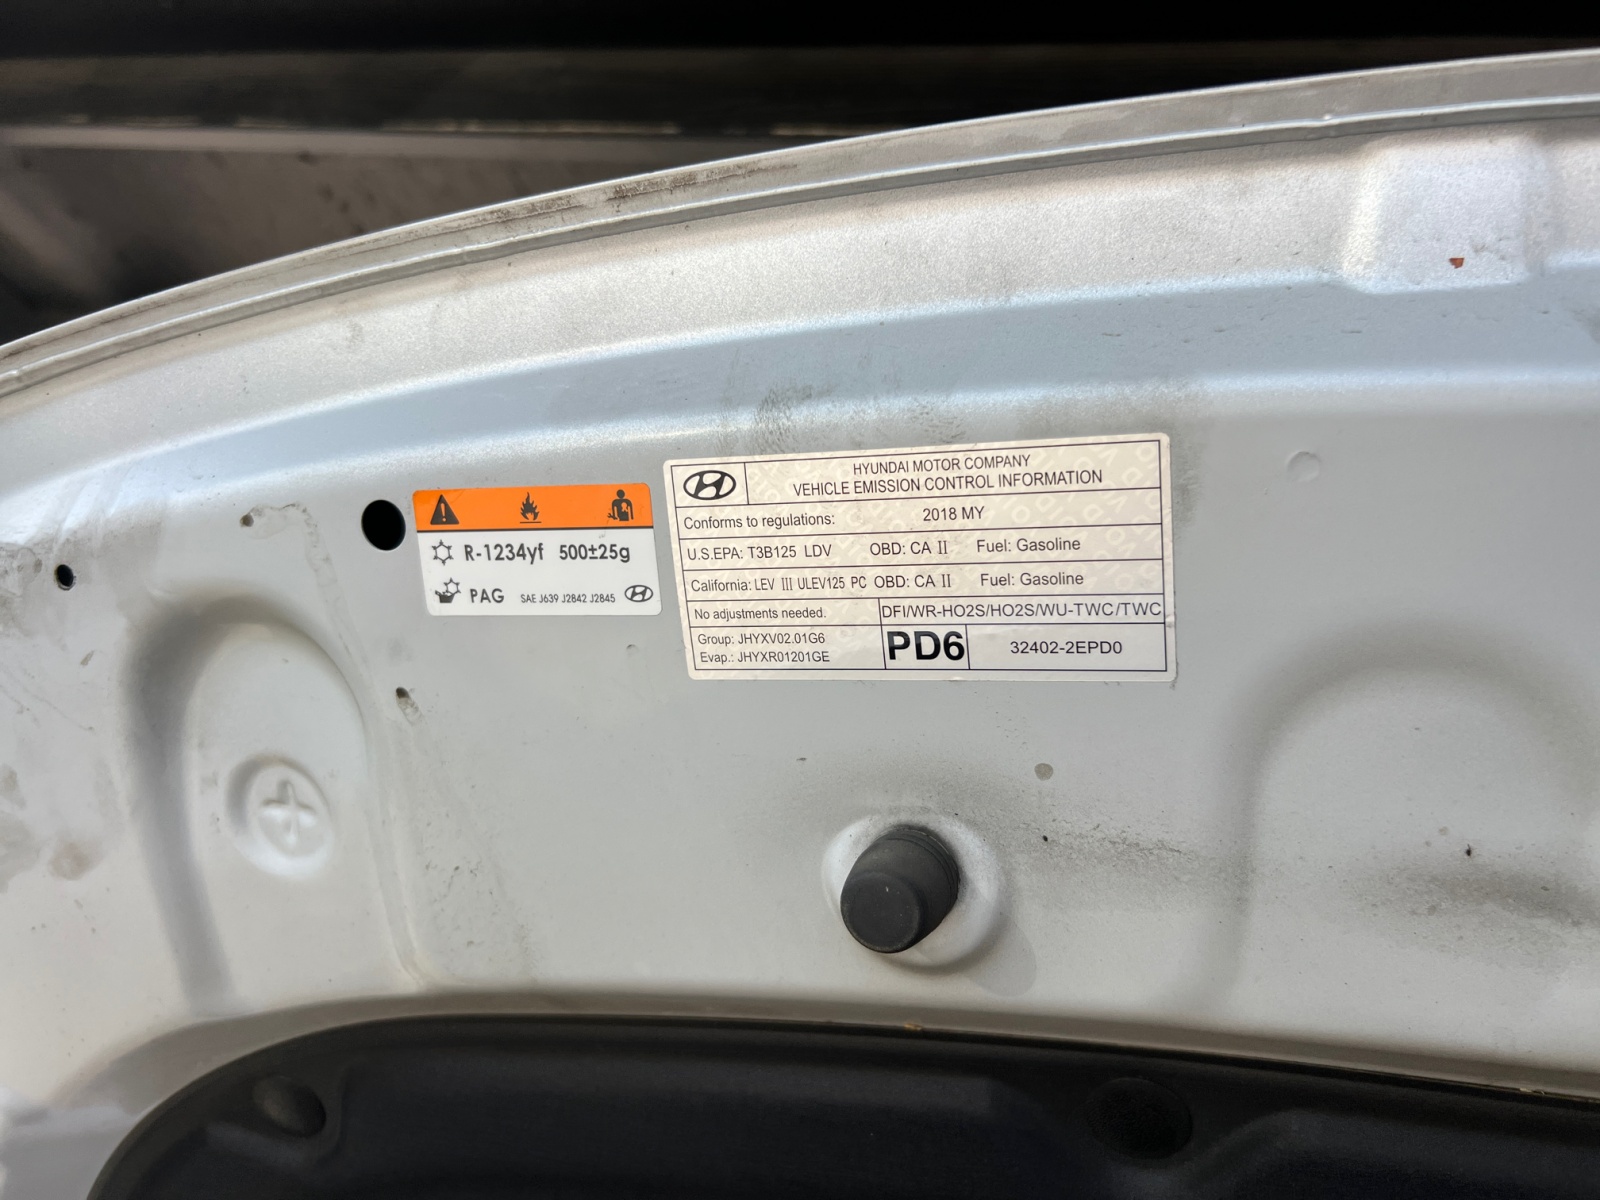 R-1234yf 500±25g
PAG SAE J639 J2842 J2845
HYUNDAI MOTOR COMPANY
VEHICLE EMISSION CONTROL INFORMATION
Conforms to regulations: 2018 MY
U.S.EPA: T3B125 LDV OBD: CA II Fuel: Gasoline
California: LEV III ULEV125 PC OBD: CA II Fuel: Gasoline
No adjustments needed. DFI/WR-HO2S/HO2S/WU-TWC/TWC
Group: JHYXV02.01G6
Evap.: JHYXR01201GE
PD6
32402-2EPD0